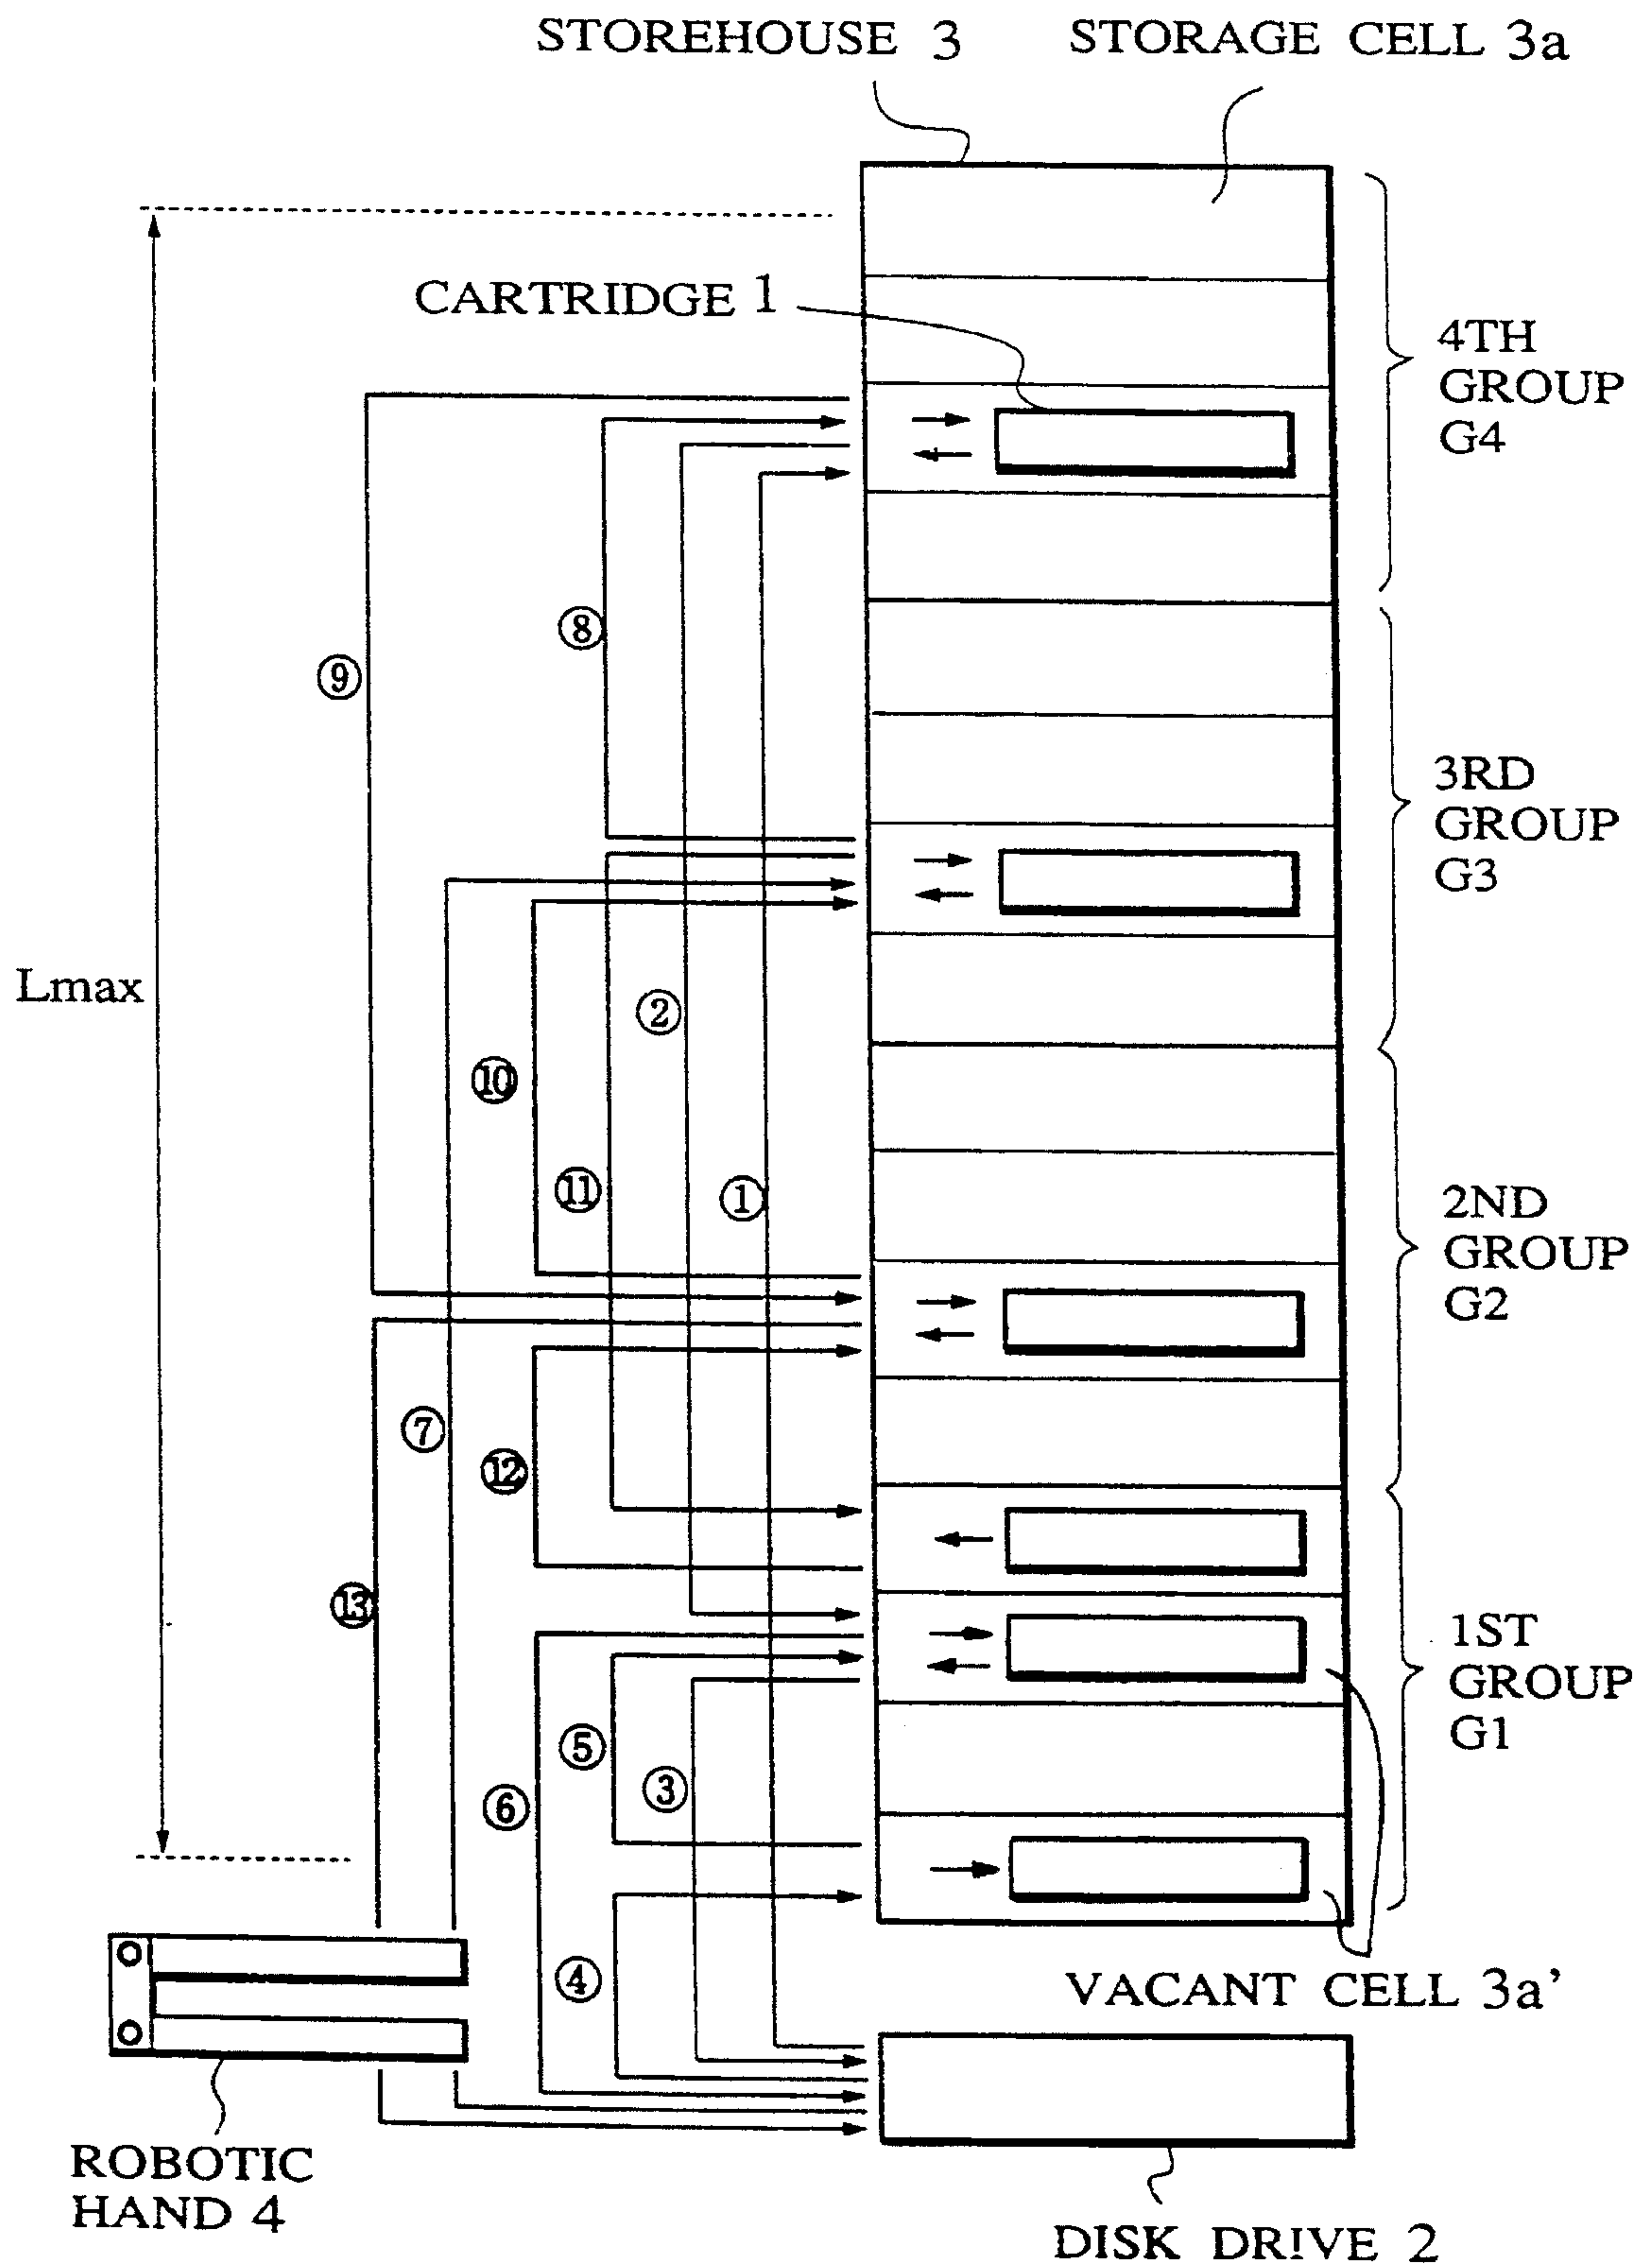 STOREHOUSE 3
STORAGE CELL 3a
CARTRIDGE 1
4TH
GROUP
G4
⑧
⑨
3RD
GROUP
G3
Lmax
②
⑩
⑪
①
2ND
GROUP
G2
⑦
⑫
⑬
1ST
GROUP
G1
⑤
③
⑥
④
VACANT CELL 3a’
ROBOTIC
HAND 4
DISK DRIVE 2